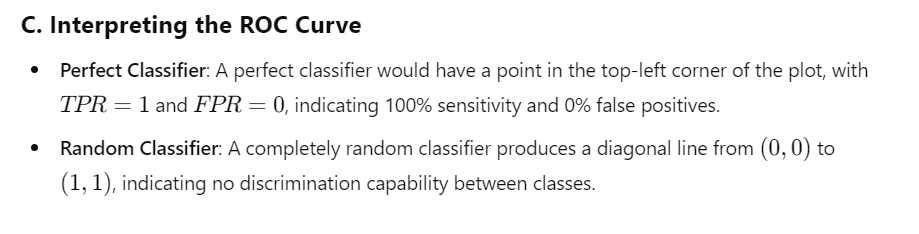 C. Interpreting the ROC Curve
• Perfect Classifier: A perfect classifier would have a point in the top-left corner of the plot, with
TPR = 1 and FPR = 0, indicating 100% sensitivity and 0% false positives.
• Random Classifier: A completely random classifier produces a diagonal line from (0, 0) to
(1, 1), indicating no discrimination capability between classes.